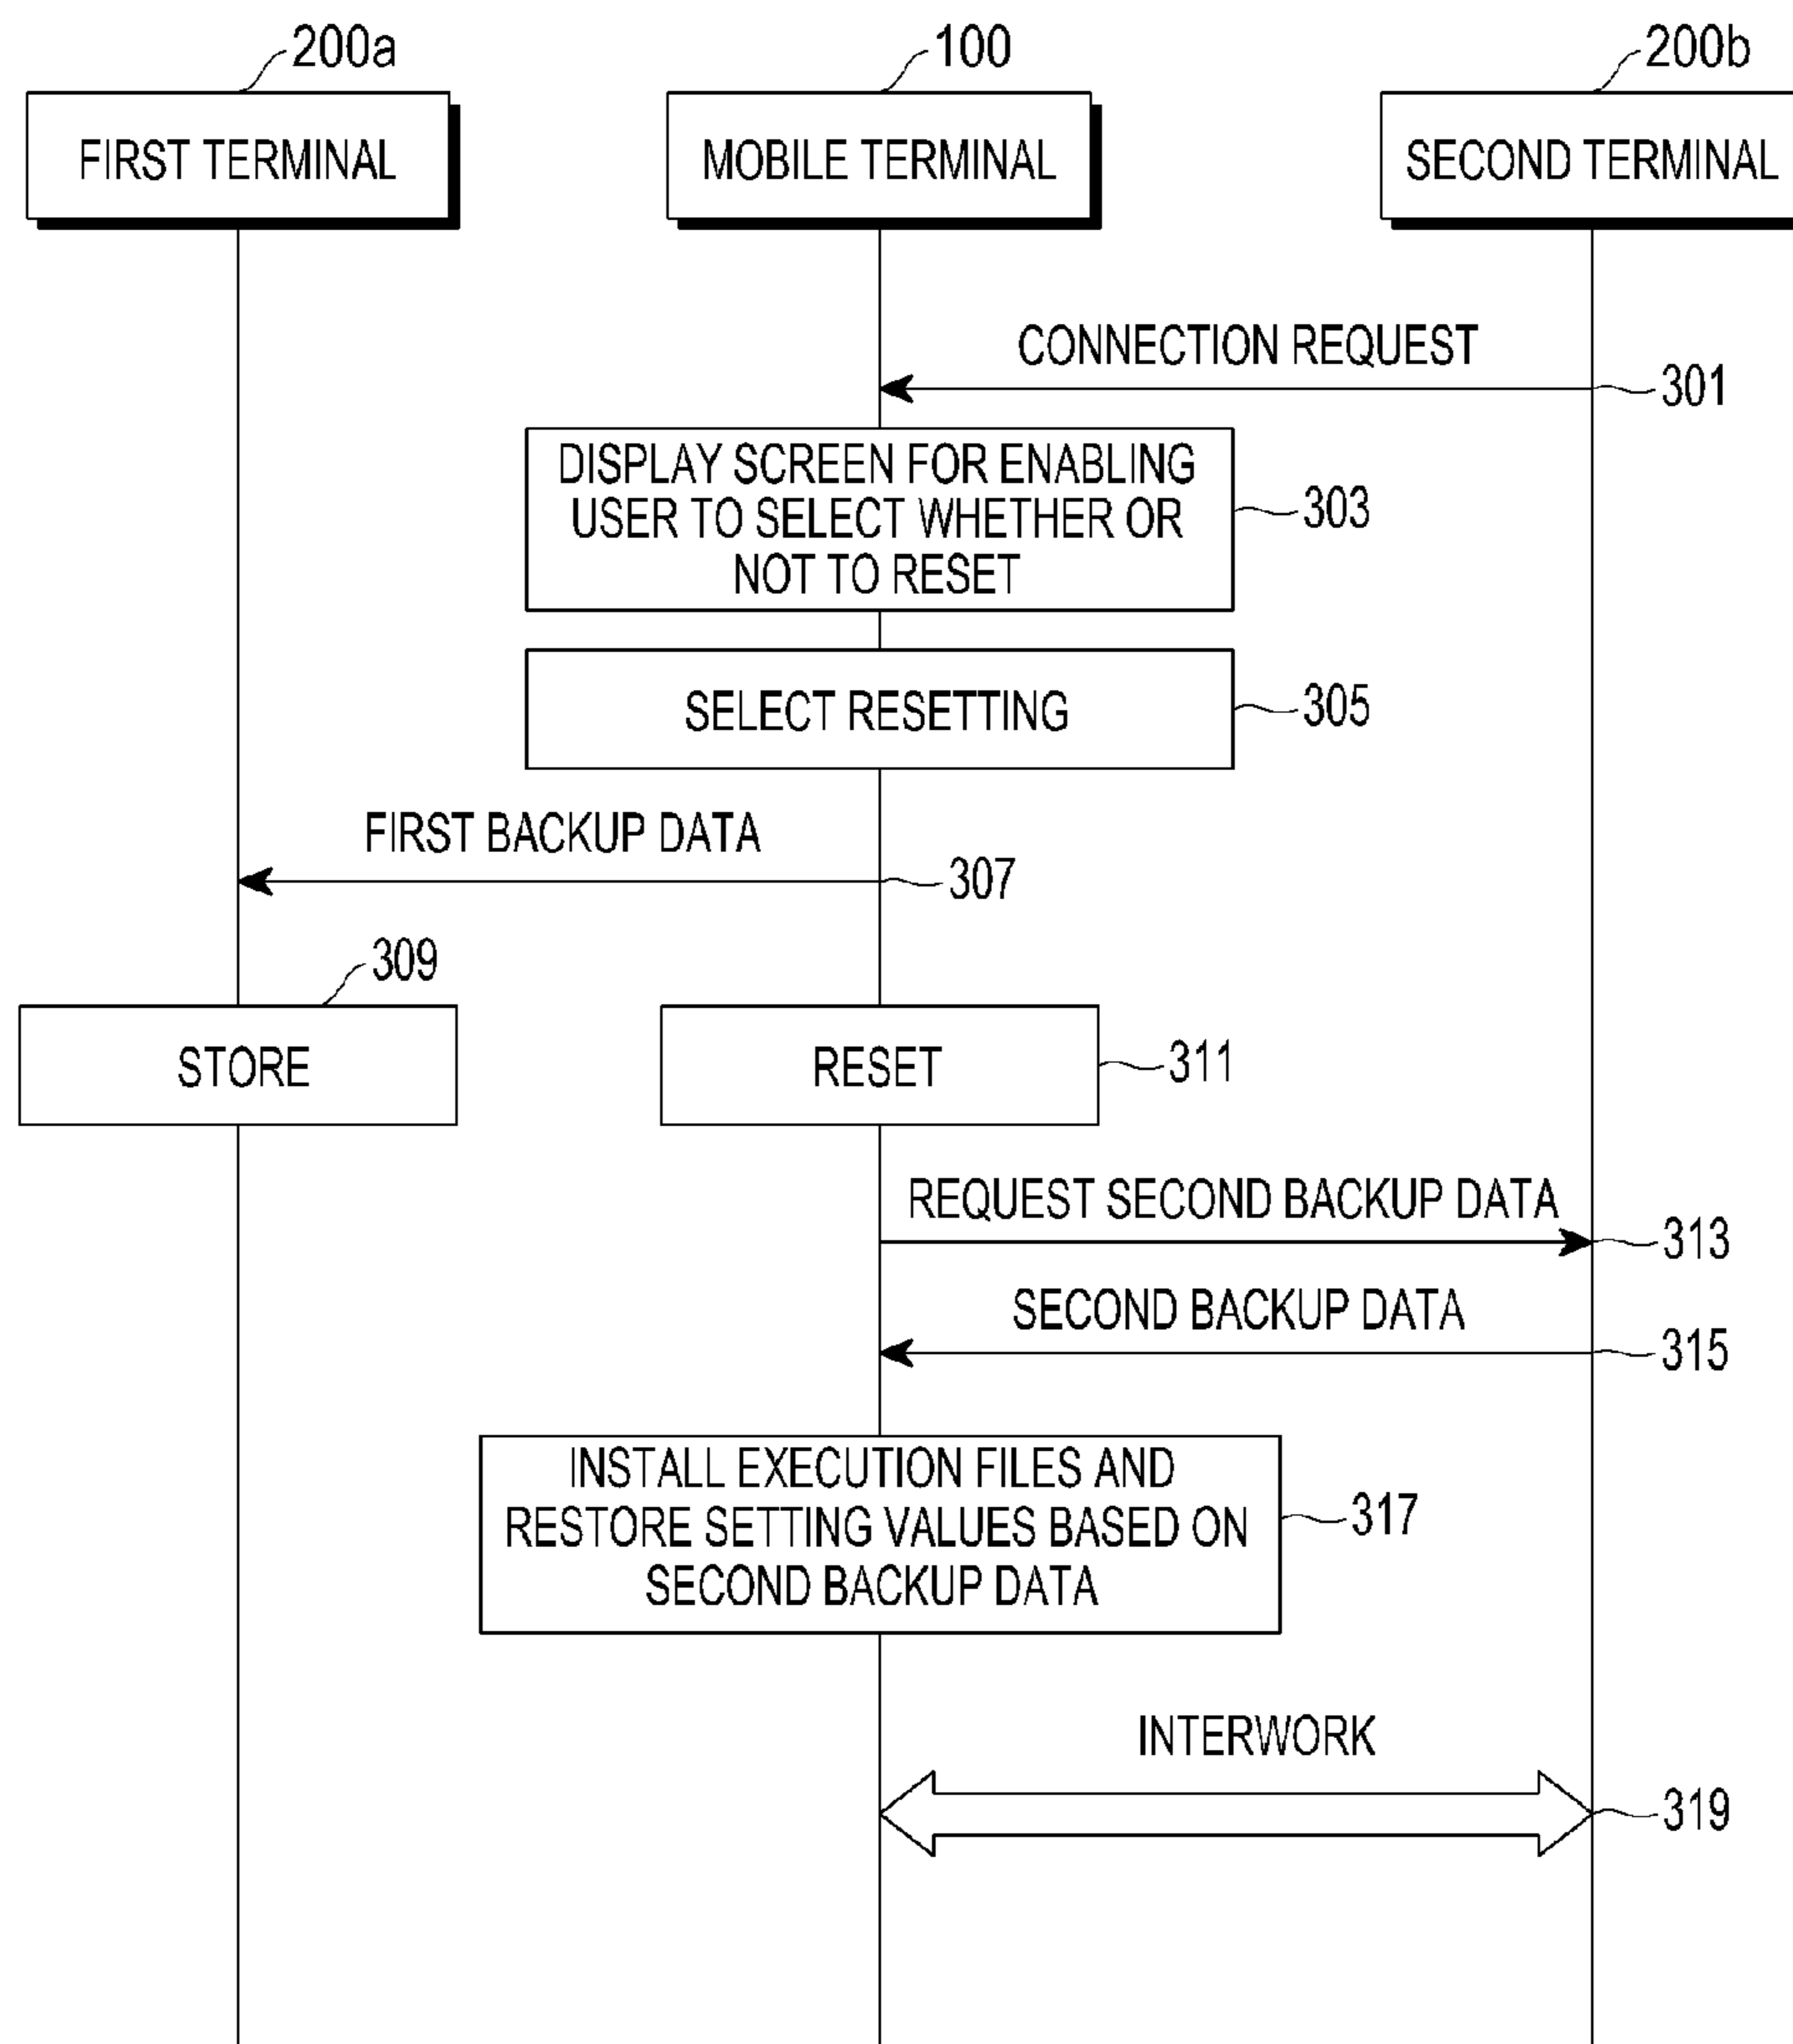 200a
100
200b
FIRST TERMINAL
MOBILE TERMINAL
SECOND TERMINAL
CONNECTION REQUEST
301
DISPLAY SCREEN FOR ENABLING
USER TO SELECT WHETHER OR
NOT TO RESET
303
SELECT RESETTING
305
FIRST BACKUP DATA
307
309
STORE
RESET
311
REQUEST SECOND BACKUP DATA
313
SECOND BACKUP DATA
315
INSTALL EXECUTION FILES AND
RESTORE SETTING VALUES BASED ON
SECOND BACKUP DATA
317
INTERWORK
319